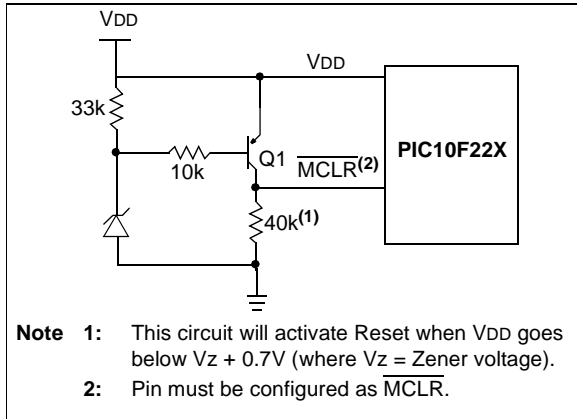 VDD
VDD
33k
Q1
10k
MCLR(2)
PIC10F22X
40k(1)
Note 1: This circuit will activate Reset when VDD goes
below Vz + 0.7V (where Vz = Zener voltage).
2: Pin must be configured as MCLR.